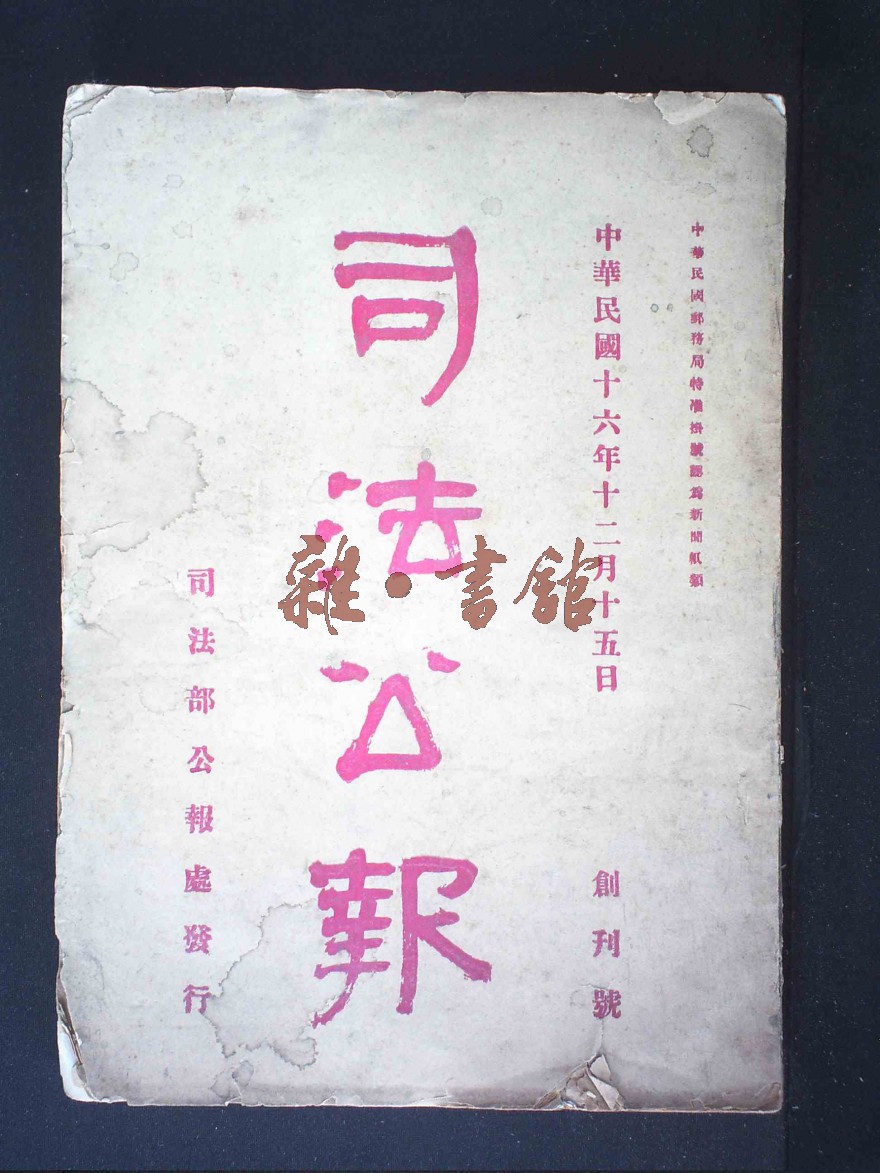 中華民國郵務局特准掛號認爲新聞紙類
中華民國十六年十二月十五日
創刊號
司法公報
司法部公報處發行
雜·書館